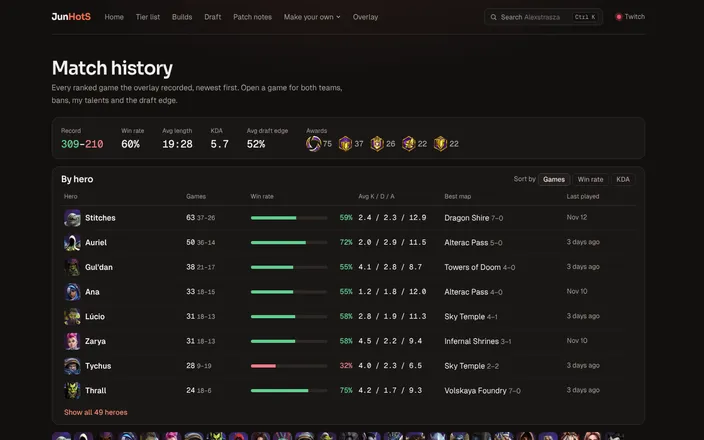 JunHotS Home Tier list Builds Draft Patch notes Make your own Overlay Search Alexstrasza Ctrl K Twitch
Match history
Every ranked game the overlay recorded, newest first. Open a game for both teams,
bans, my talents and the draft edge.
Record Win rate Avg length KDA Avg draft edge Awards
309–210 60% 19:28 5.7 52% 75 37 26 22 22
By hero Sort by Games Win rate KDA
Hero Games Win rate Avg K / D / A Best map Last played
Stitches 63 37–26 59% 2.4 / 2.3 / 12.9 Dragon Shire 7–0 Nov 12
Auriel 50 36–14 72% 2.0 / 2.9 / 11.5 Alterac Pass 5–0 3 days ago
Gul'dan 38 21–17 55% 4.1 / 2.8 / 8.7 Towers of Doom 4–0 3 days ago
Ana 33 18–15 55% 1.2 / 1.8 / 12.0 Alterac Pass 4–0 Nov 10
Lúcio 31 18–13 58% 2.8 / 1.9 / 11.3 Sky Temple 4–1 3 days ago
Zarya 31 18–13 58% 4.5 / 2.2 / 9.4 Infernal Shrines 3–1 Nov 10
Tychus 28 9–19 32% 4.0 / 2.3 / 6.5 Sky Temple 2–2 3 days ago
Thrall 24 18–6 75% 4.2 / 1.7 / 9.3 Volskaya Foundry 7–0 3 days ago
Show all 49 heroes